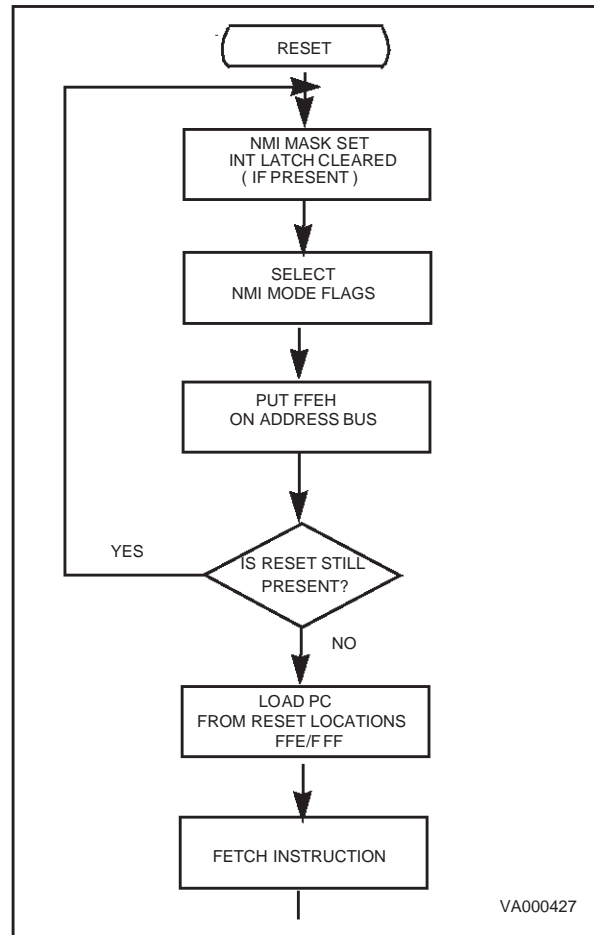 RESET
NMI MASK SET
INT LATCH CLEARED
( IF PRESENT )
SELECT
NMI MODE FLAGS
PUT FFEH
ON ADDRESS BUS
YES
IS RESET STILL
PRESENT?
NO
LOAD PC
FROM RESET LOCATIONS
FFE/FFF
FETCH INSTRUCTION
VA000427